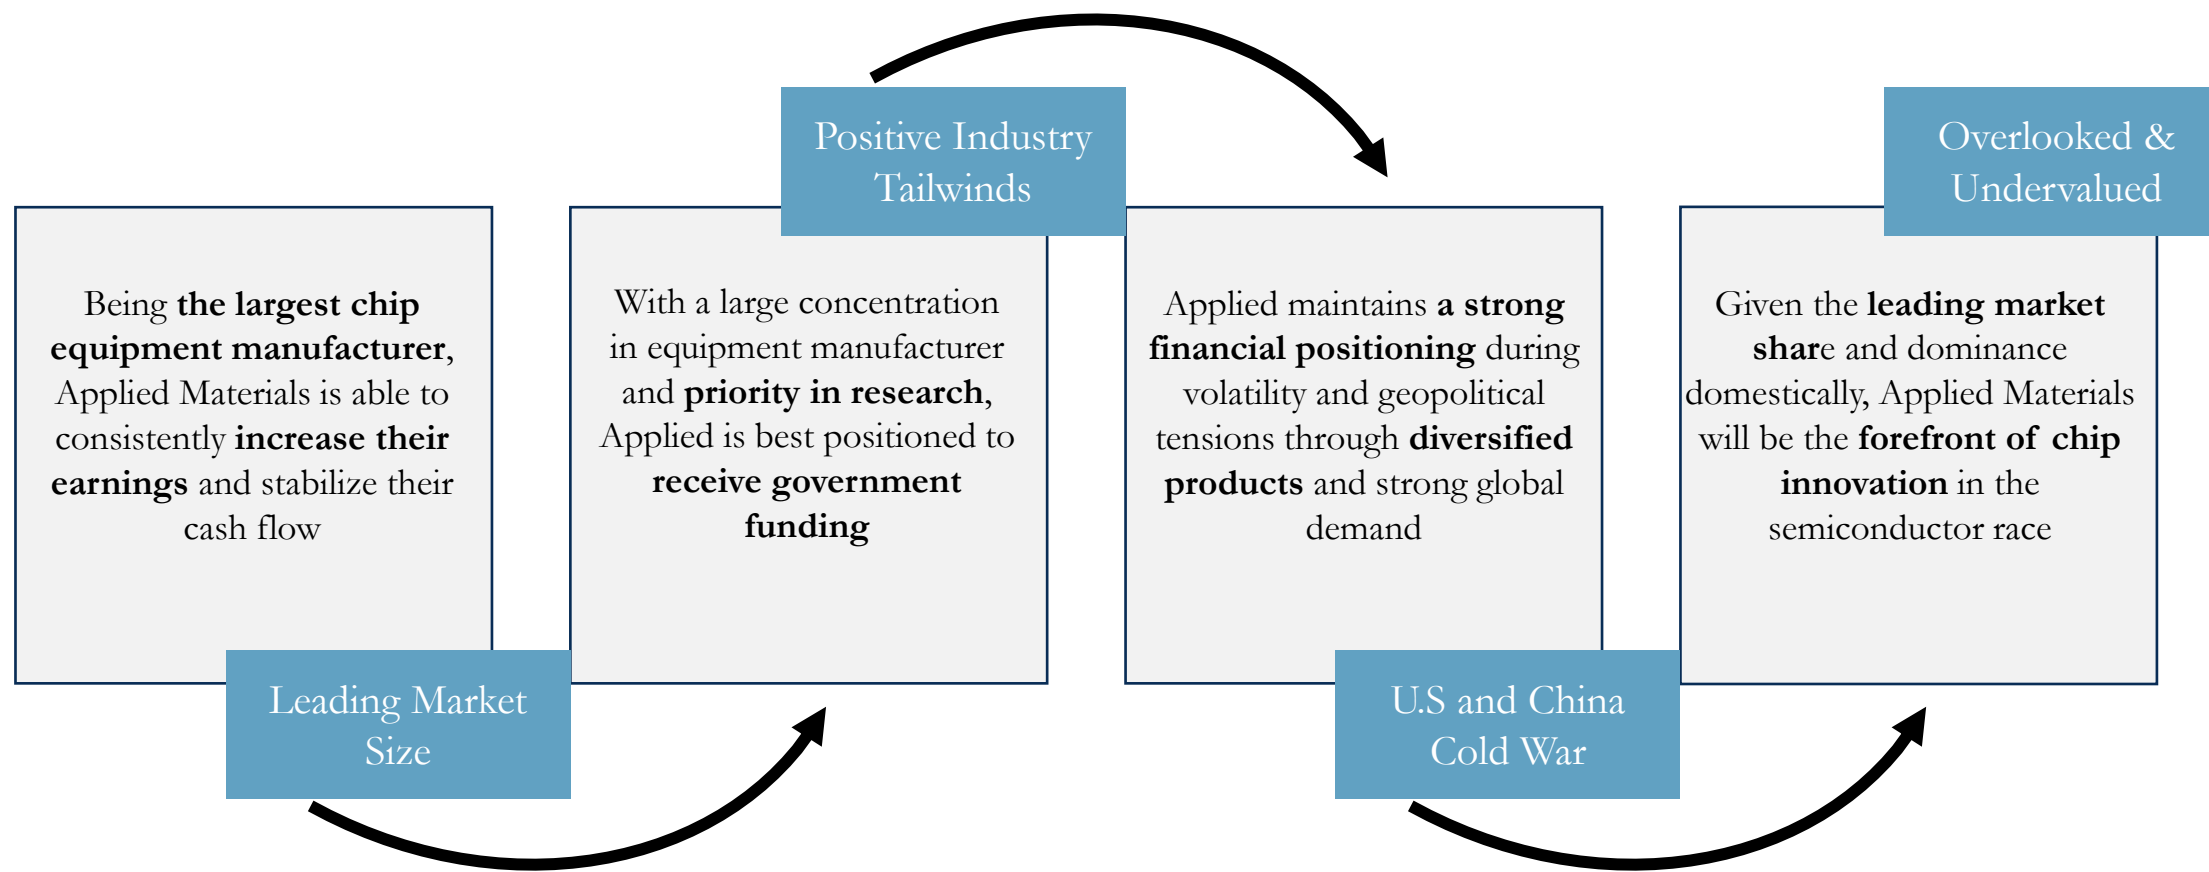 Being the largest chip
equipment manufacturer,
Applied Materials is able to
consistently increase their
earnings and stabilize their
cash flow
Leading Market
Size
Positive Industry
Tailwinds
With a large concentration
in equipment manufacturer
and priority in research,
Applied is best positioned to
receive government
funding
Applied maintains a strong
financial positioning during
volatility and geopolitical
tensions through diversified
products and strong global
demand
U.S and China
Cold War
Overlooked &
Undervalued
Given the leading market
share and dominance
domestically, Applied Materials
will be the forefront of chip
innovation in the
semiconductor race